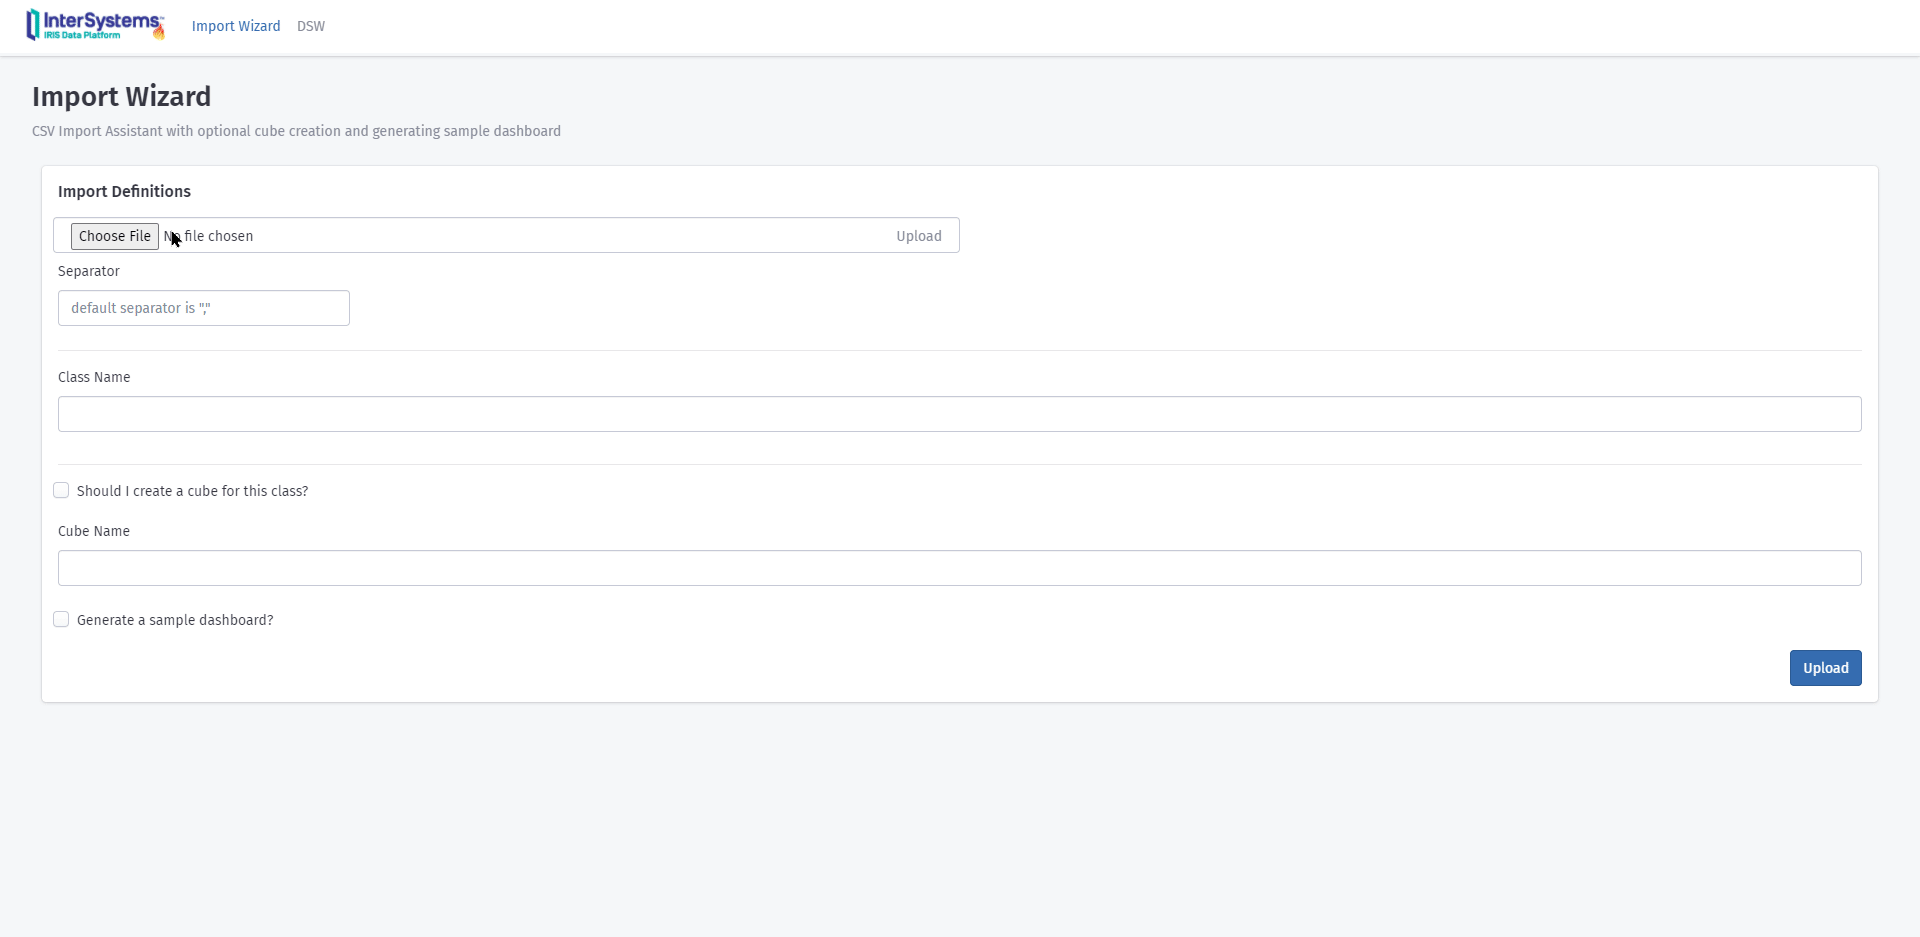 InterSystems™
IRIS Data Platform
Import Wizard DSW
Import Wizard
CSV Import Assistant with optional cube creation and generating sample dashboard
Import Definitions
Choose File No file chosen Upload
Separator
default separator is ","
Class Name
Should I create a cube for this class?
Cube Name
Generate a sample dashboard?
Upload